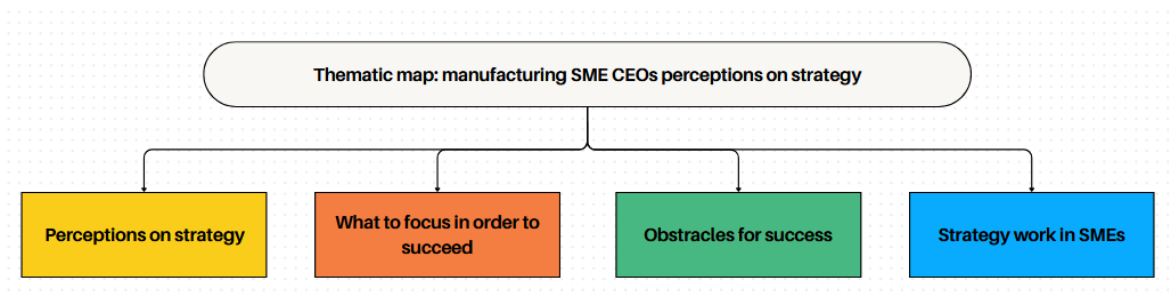 Thematic map: manufacturing SME CEOs perceptions on strategy
Perceptions on strategy
What to focus in order to
succeed
Obstracles for success
Strategy work in SMEs